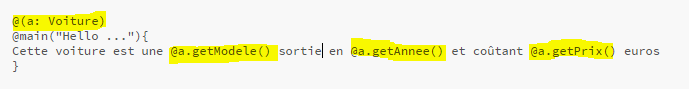 @(a: Voiture)
@main("Hello ..."){
Cette voiture est une @a.getModele() sortie en @a.getAnnee() et coûtant @a.getPrix() euros
}